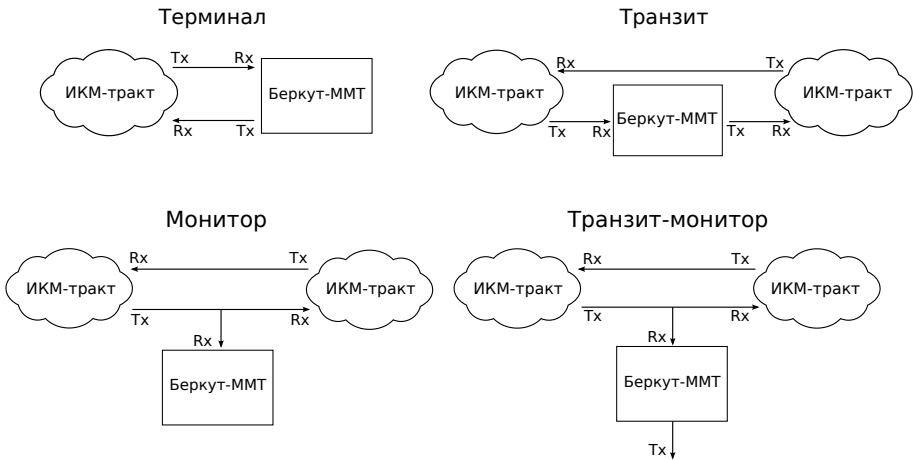 Терминал
Транзит
Tx
Rx
ИКМ-тракт
Беркут-ММТ
Rx
Tx
Rx
Tx
ИКМ-тракт
Беркут-ММТ
ИКМ-тракт
Tx
Rx
Tx
Rx
Монитор
Транзит-монитор
Rx
Tx
ИКМ-тракт
ИКМ-тракт
Tx
Rx
Rx
Беркут-ММТ
Rx
Tx
ИКМ-тракт
ИКМ-тракт
Tx
Rx
Rx
Беркут-ММТ
Tx